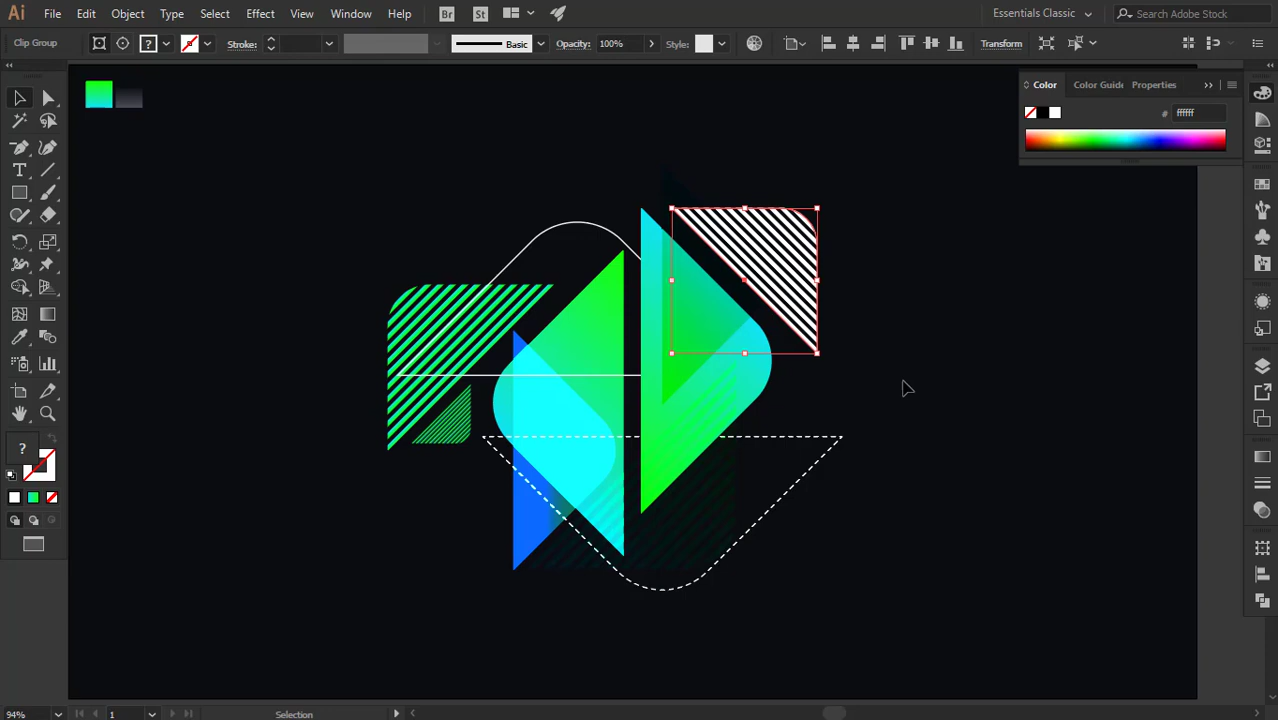 Ai File Edit Object Type Select Effect View Window Help Br St Essentials Classic Search Adobe Stock
Clip Group ? Stroke: Basic Opacity: 100% Style: Transform
Color Color Guide Properties
# ffffff
T
?
94% 1 Selection